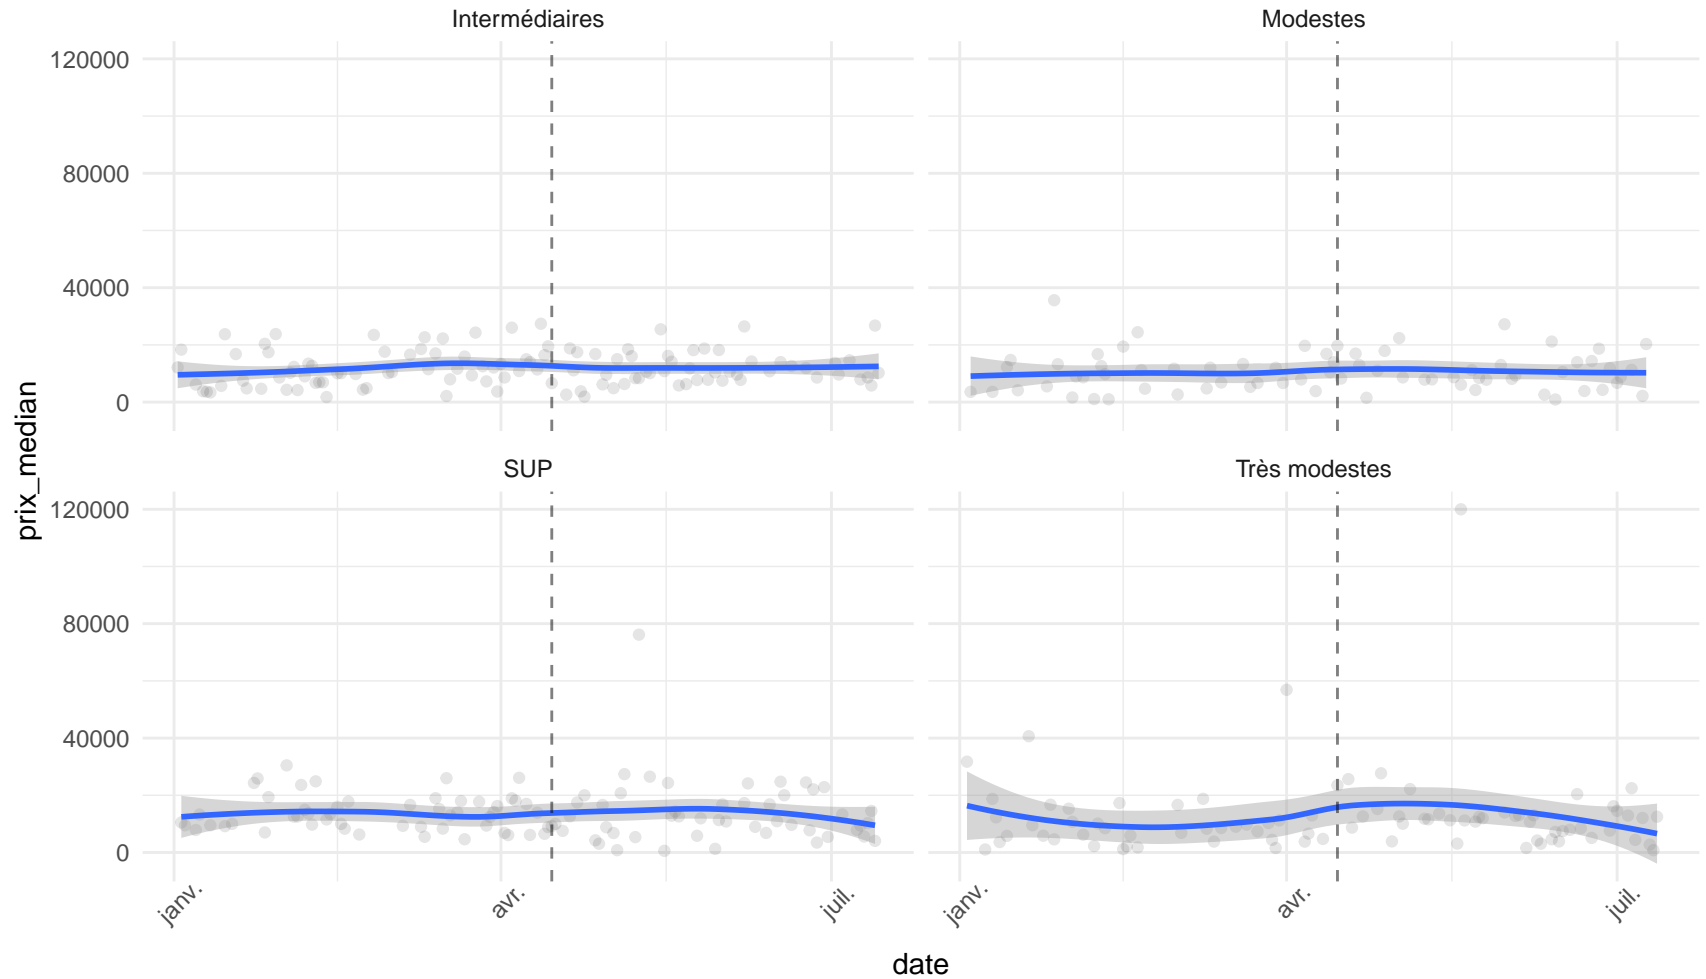 Intermédiaires
Modestes
120000
80000
40000
0
SUP
Très modestes
120000
80000
40000
0
prix_median
janv.
avr.
juil.
janv.
avr.
juil.
date